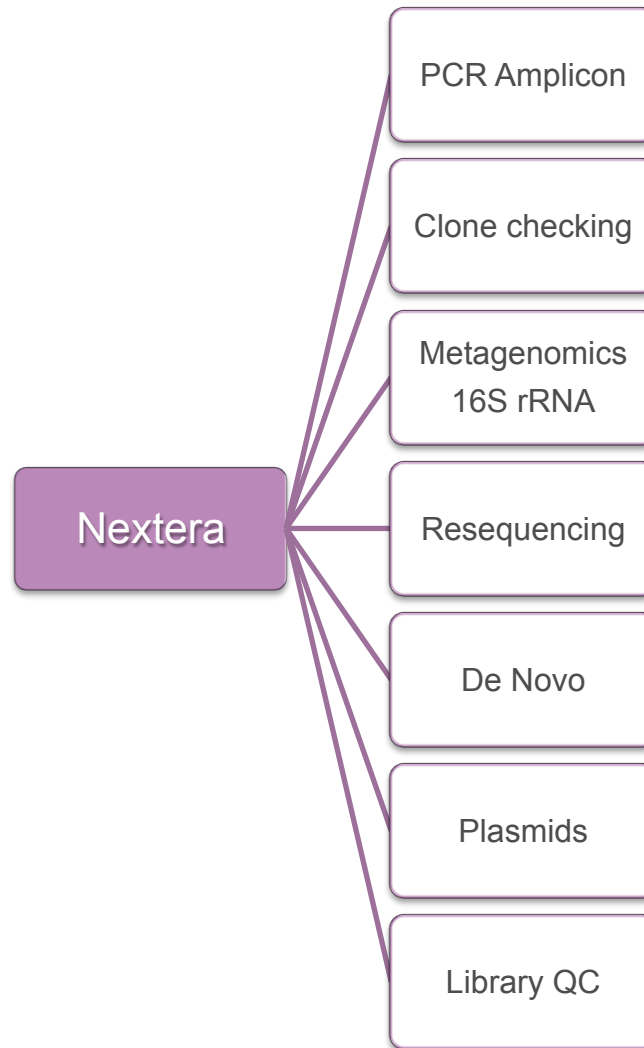 PCR Amplicon
Clone checking
Metagenomics
16S rRNA
Nextera
Resequencing
De Novo
Plasmids
Library QC